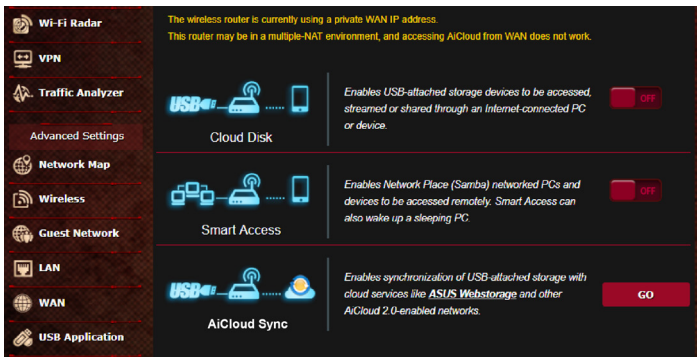 Wi-Fi Radar
VPN
Traffic Analyzer
Advanced Settings
Network Map
Wireless
Guest Network
LAN
WAN
USB Application
The wireless router is currently using a private WAN IP address.
This router may be in a multiple-NAT environment, and accessing AiCloud from WAN does not work.
USB
Cloud Disk
Enables USB-attached storage devices to be accessed,
streamed or shared through an Internet-connected PC
or device.
OFF
Smart Access
Enables Network Place (Samba) networked PCs and
devices to be accessed remotely. Smart Access can
also wake up a sleeping PC.
OFF
USB
AiCloud Sync
Enables synchronization of USB-attached storage with
cloud services like ASUS Webstorage and other
AiCloud 2.0-enabled networks.
GO